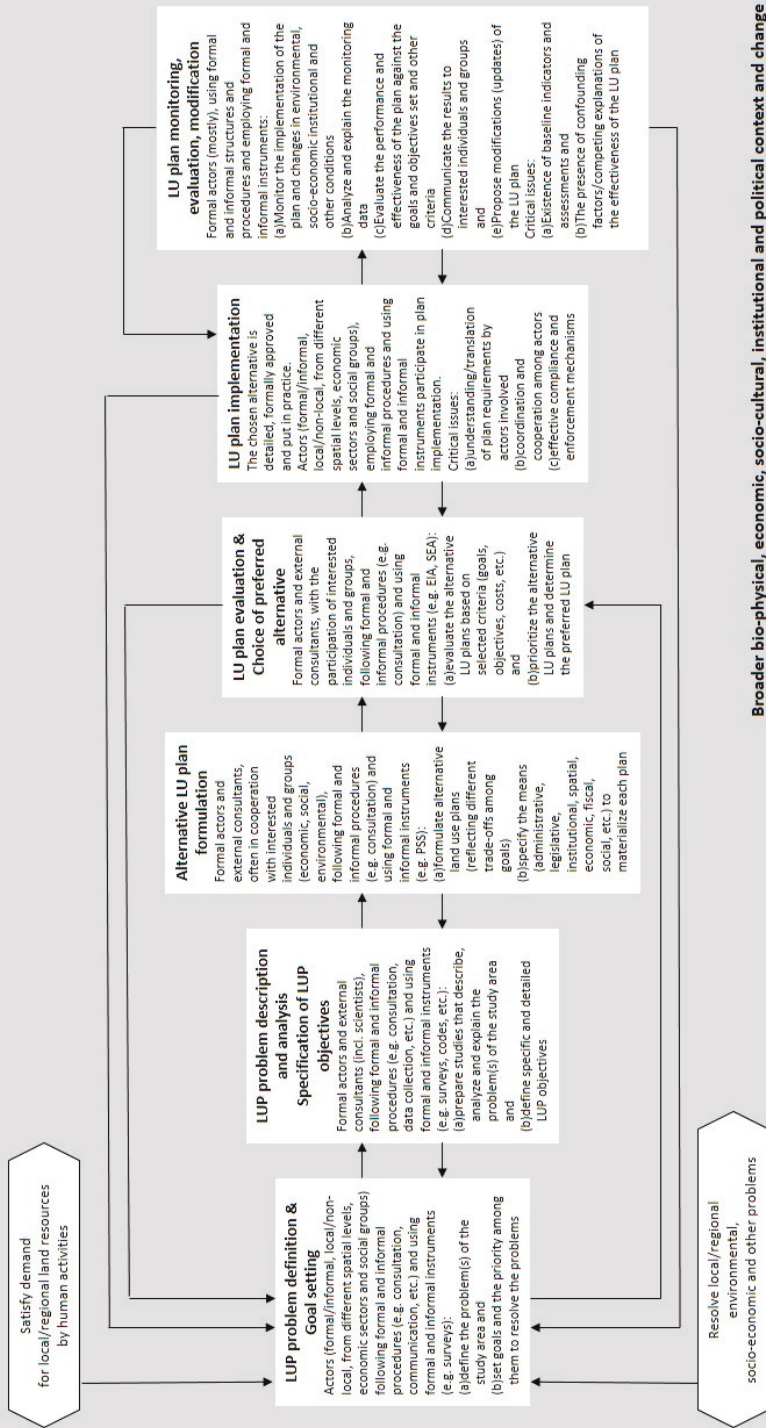 Satisfy demand
for local/regional land resources
by human activities
LUP problem definition &
Goal setting
Actors (formal/informal, local/non-
local, from different spatial levels,
economic sectors and social groups)
following formal and informal
procedures (e.g. consultation,
communication, etc.) and using
formal and informal instruments
(e.g. surveys):
(a)define the problem(s) of the
study area and
(b)set goals and the priority among
them to resolve the problems
Resolve local/regional
environmental,
socio-economic and other problems
LUP problem description
and analysis
Specification of LUP
objectives
Formal actors and external
consultants (incl. scientists),
following formal and informal
procedures (e.g. consultation,
data collection, etc.) and using
formal and informal instruments
(e.g. surveys, codes, etc.):
(a)prepare studies that describe,
analyze and explain the
problem(s) of the study area
and
(b)define specific and detailed
LUP objectives
Alternative LU plan
formulation
Formal actors and
external consultants,
often in cooperation
with interested
individuals and groups
(economic, social,
environmental),
following formal and
informal procedures
(e.g. consultation) and
using formal and
informal instruments
(e.g. PSS):
(a)formulate alternative
land use plans
(reflecting different
trade-offs among
goals)
(b)specify the means
(administrative,
legislative,
institutional, spatial,
economic, fiscal,
social, etc.) to
materialize each plan
LU plan evaluation &
Choice of preferred
alternative
Formal actors and external
consultants, with the
participation of interested
individuals and groups,
following formal and
informal procedures (e.g.
consultation) and using
formal and informal
instruments (e.g. EIA, SEA):
(a)evaluate the alternative
LU plans based on
selected criteria (goals,
objectives, costs, etc.)
and
(b)prioritize the alternative
LU plans and determine
the preferred LU plan
LU plan implementation
The chosen alternative is
detailed, formally approved
and put in practice.
Actors (formal/informal,
local/non-local, from different
spatial levels, economic
sectors and social groups),
employing formal and
informal procedures and using
formal and informal
instruments participate in plan
implementation.
Critical issues:
(a)understanding/translation
of plan requirements by
actors involved
(b)coordination and
cooperation among actors
(c)effective compliance and
enforcement mechanisms
LU plan monitoring,
evaluation, modification
Formal actors (mostly), using formal
and informal structures and
procedures and employing formal and
informal instruments:
(a)Monitor the implementation of the
plan and changes in environmental,
socio-economic institutional and
other conditions
(b)Analyze and explain the monitoring
data
(c)Evaluate the performance and
effectiveness of the plan against the
goals and objectives set and other
criteria
(d)Communicate the results to
interested individuals and groups
and
(e)Propose modifications (updates) of
the LU plan
Critical issues:
(a)Existence of baseline indicators and
assessments and
(b)The presence of confounding
factors/competing explanations of
the effectiveness of the LU plan
Broader bio-physical, economic, socio-cultural, institutional and political context and change